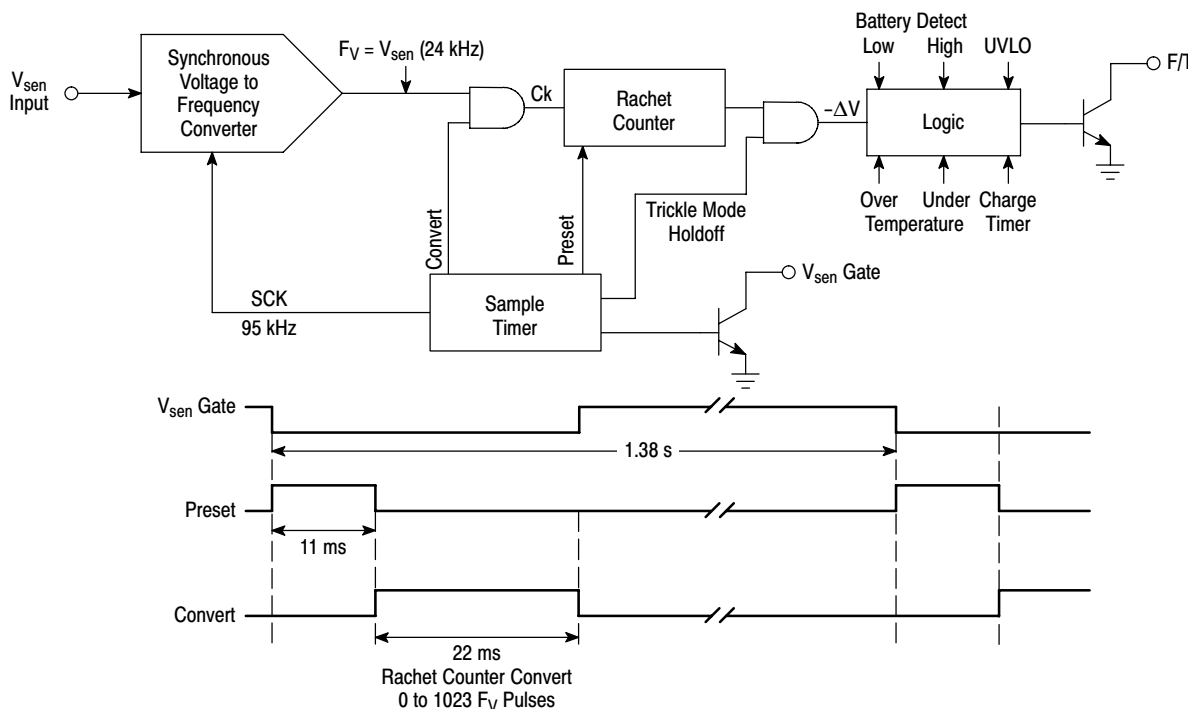 Battery Detect
Low High UVLO
F/T
V_sen
Input
Synchronous
Voltage to
Frequency
Converter
F_V = V_sen (24 kHz)
Ck
Rachet
Counter
–ΔV
Logic
Over
Temperature
Under
Charge
Timer
Convert
Preset
Trickle Mode
Holdoff
SCK
95 kHz
Sample
Timer
V_sen Gate
V_sen Gate
1.38 s
Preset
11 ms
Convert
22 ms
Rachet Counter Convert
0 to 1023 F_V Pulses